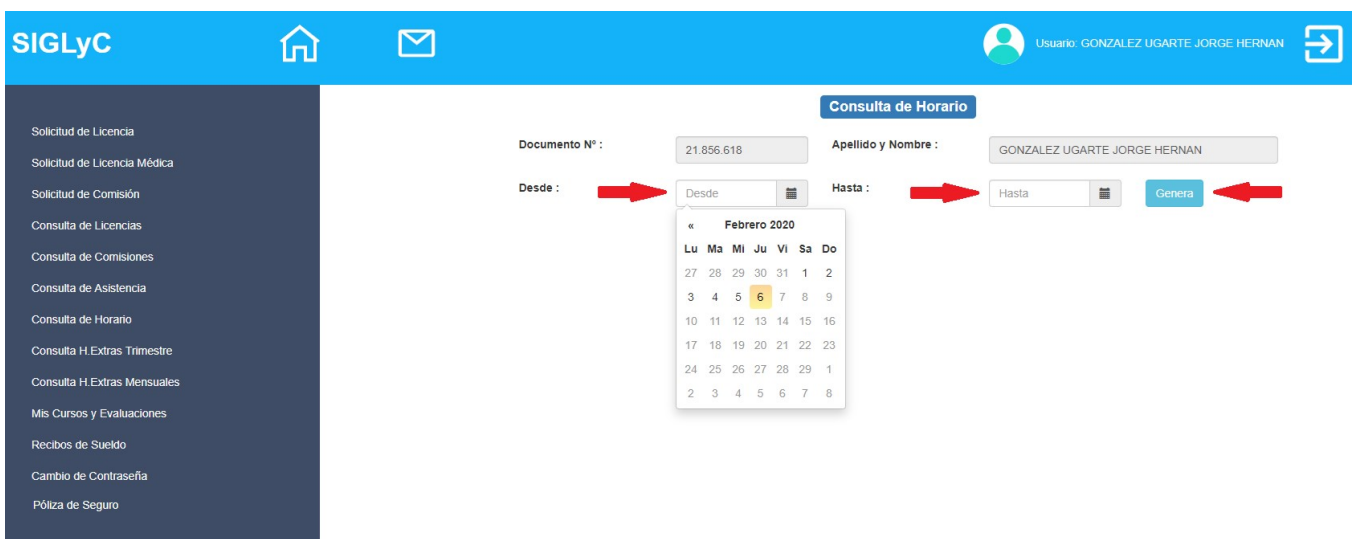 SIGLyC
Usuario: GONZALEZ UGARTE JORGE HERNAN
Solicitud de Licencia
Solicitud de Licencia Médica
Solicitud de Comisión
Consulta de Licencias
Consulta de Comisiones
Consulta de Asistencia
Consulta de Horario
Consulta H.Extras Trimestre
Consulta H.Extras Mensuales
Mis Cursos y Evaluaciones
Recibos de Sueldo
Cambio de Contraseña
Póliza de Seguro
Consulta de Horario
Documento Nº : 21.856.618 Apellido y Nombre : GONZALEZ UGARTE JORGE HERNAN
Desde : Desde Hasta : Hasta Genera
« Febrero 2020
Lu Ma Mi Ju Vi Sa Do
27 28 29 30 31 1 2
3 4 5 6 7 8 9
10 11 12 13 14 15 16
17 18 19 20 21 22 23
24 25 26 27 28 29 1
2 3 4 5 6 7 8